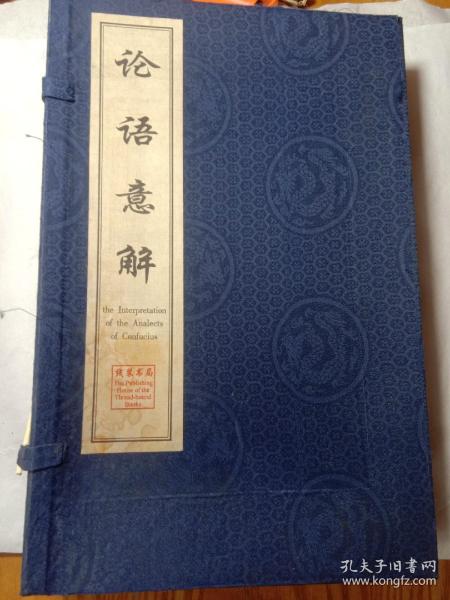 论语意解
the Interpretation
of the Analects
of Confucius
线装书局
The Publishing
House of the
Thread-bound
Books
孔夫子旧书网
www.kongfz.com